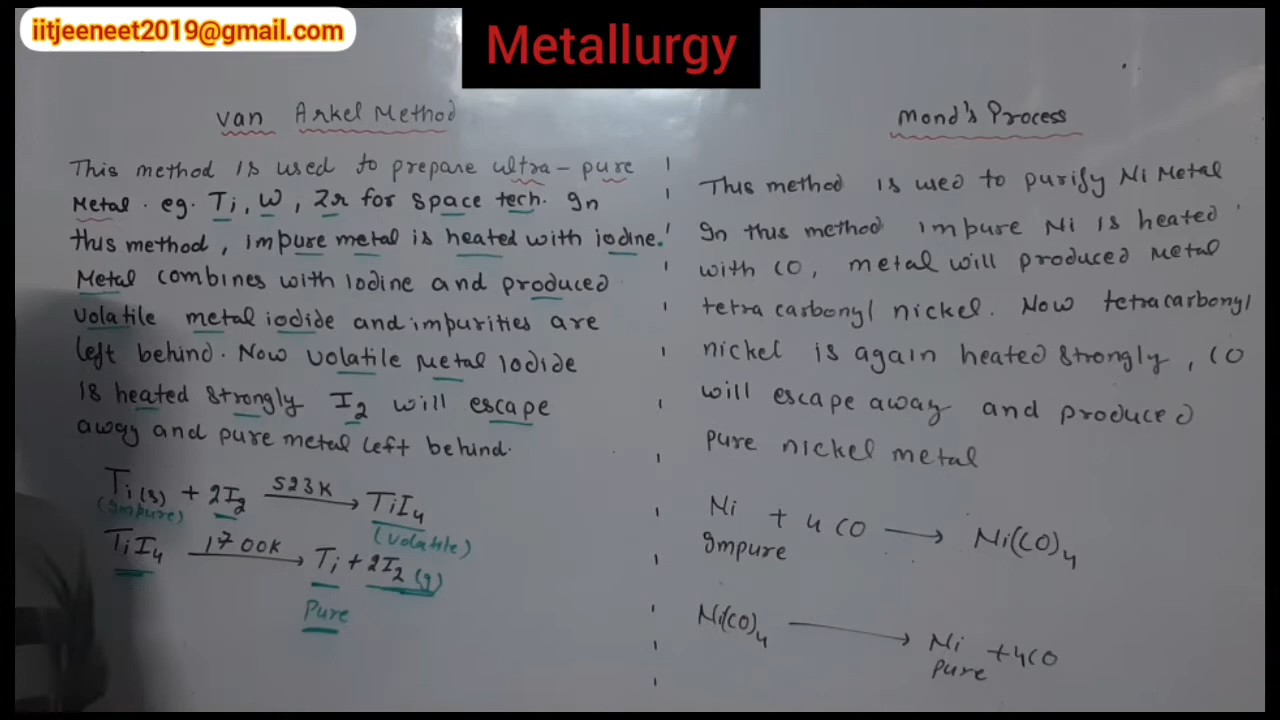 iitjeeneet2019@gmail.com
Metallurgy
van Arkel Method
This method is used to prepare ultra-pure
Metal. eg. Ti, W, Zr for space tech. In
this method, impure metal is heated with iodine.
Metal combines with Iodine and produced
volatile metal iodide and impurities are
left behind. Now volatile Metal Iodide
is heated strongly I2 will escape
away and pure metal left behind.
Ti(s) + 2I2 523K → TiI4
(Impure)
(volatile)
TiI4 1700K → Ti + 2I2(g)
Pure
Mond's Process
This method is used to purify Ni Metal
In this method impure Ni is heated
with CO, metal will produced Metal
tetra carbonyl nickel. Now tetracarbonyl
nickel is again heated strongly, CO
will escape away and produced
pure nickel metal
Ni + 4CO → Ni(CO)4
Impure
Ni(CO)4 → Ni + 4CO
pure